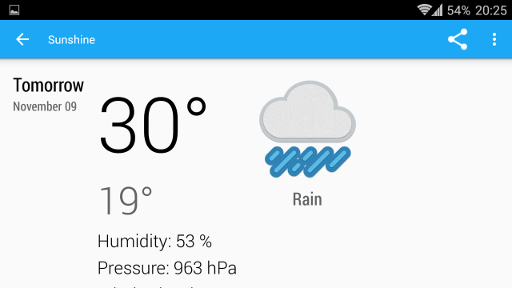 54% 20:25
Sunshine
Tomorrow
November 09
30°
19°
Rain
Humidity: 53 %
Pressure: 963 hPa